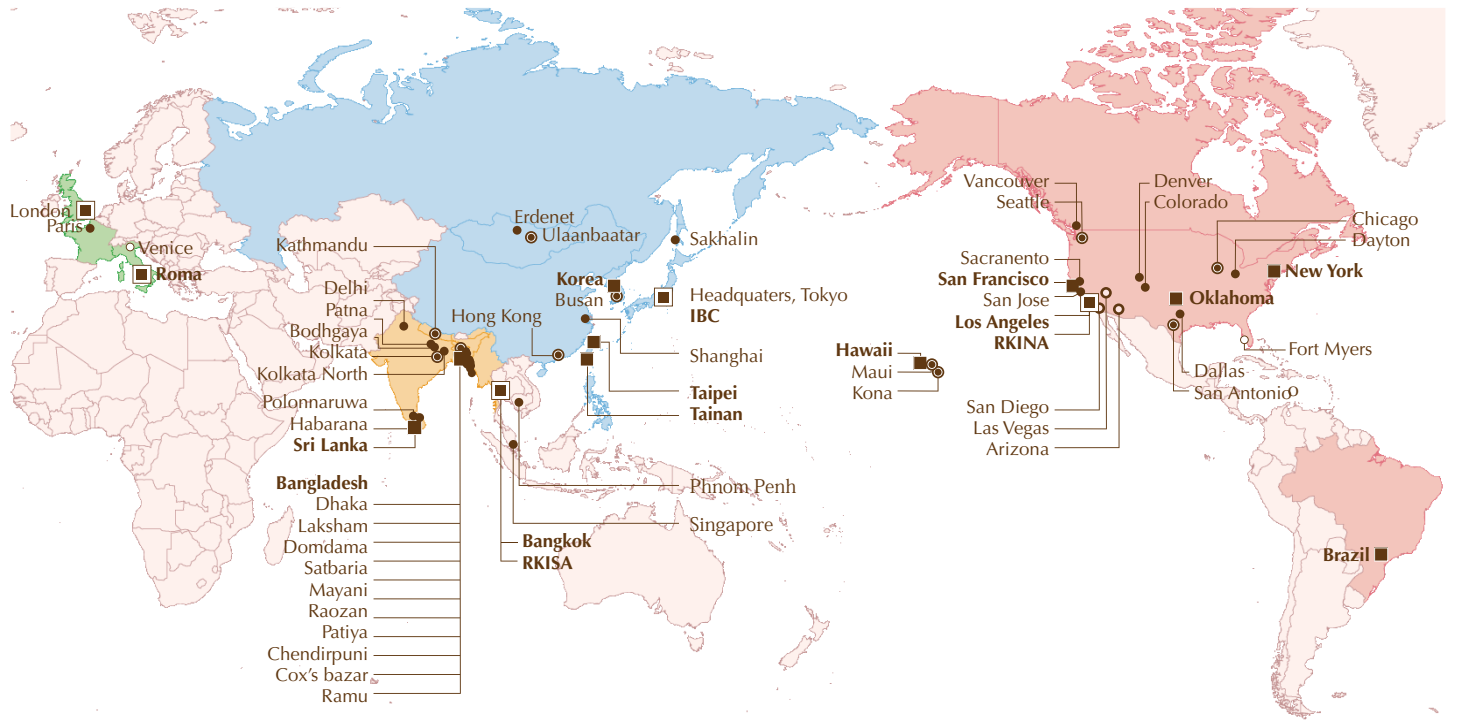 London
Paris
Venice
Roma
Kathmandu
Delhi
Patna
Bodhgaya
Kolkata
Kolkata North
Polonnaruwa
Habarana
Sri Lanka
Bangladesh
Dhaka
Laksham
Domdama
Satbaria
Mayani
Raozan
Patiya
Chendirpuni
Cox's bazar
Ramu
Erdenet
Ulaanbaatar
Sakhalin
Korea
Busan
Headquaters, Tokyo
IBC
Hong Kong
Shanghai
Taipei
Tainan
Phnom Penh
Singapore
Bangkok
RKISA
Hawaii
Maui
Kona
Vancouver
Seattle
Sacranento
San Francisco
San Jose
Los Angeles
RKINA
San Diego
Las Vegas
Arizona
Denver
Colorado
Chicago
Dayton
New York
Oklahoma
Fort Myers
Dallas
San Antonio
Brazil